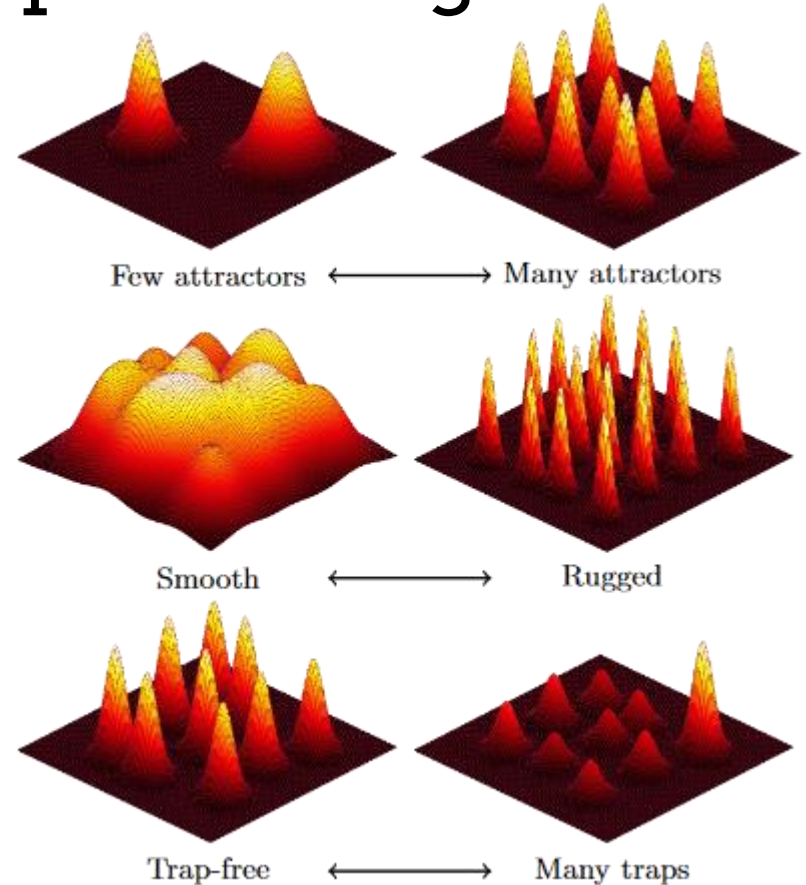 Few attractors ⟷ Many attractors
Smooth ⟷ Rugged
Trap-free ⟷ Many traps